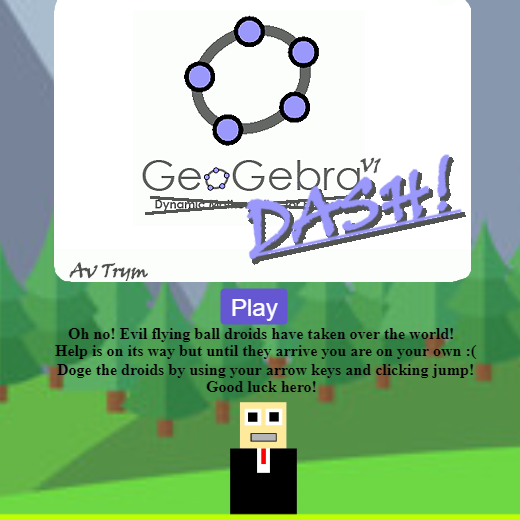 GeoGebra V1
Dynamic
DASH!
Av Trym
Play
Oh no! Evil flying ball droids have taken over the world!
Help is on its way but until they arrive you are on your own :(
Doge the droids by using your arrow keys and clicking jump!
Good luck hero!